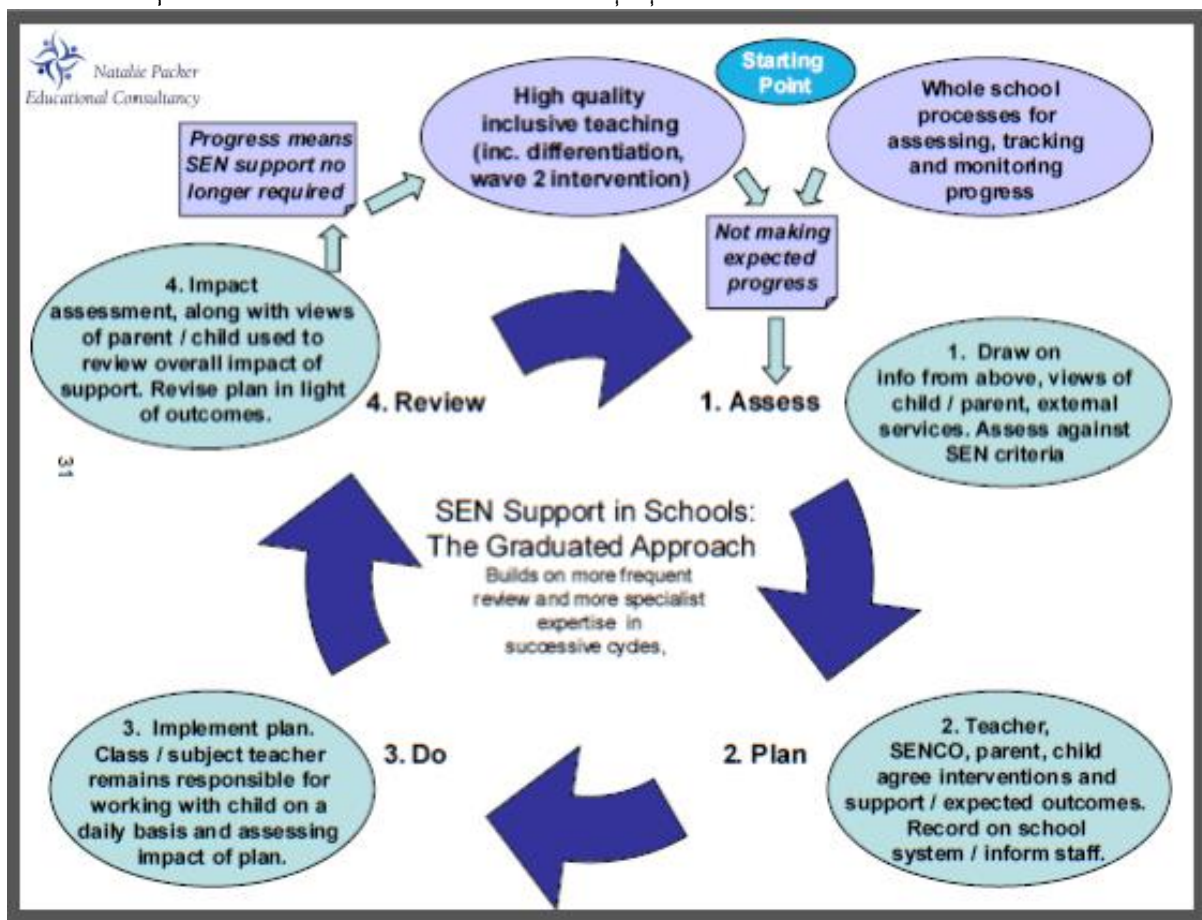 Natalie Packer
Educational Consultancy
Starting
Point
High quality
inclusive teaching
(inc. differentiation,
wave 2 intervention)
Whole school
processes for
assessing, tracking
and monitoring
progress
Progress means
SEN support no
longer required
Not making
expected
progress
4. Impact
assessment, along with views
of parent / child used to
review overall impact of
support. Revise plan in light
of outcomes.
4. Review
1. Assess
1. Draw on
info from above, views of
child / parent, external
services. Assess against
SEN criteria
31
SEN Support in Schools:
The Graduated Approach
Builds on more frequent
review and more specialist
expertise in
successive cycles,
3. Implement plan.
Class / subject teacher
remains responsible for
working with child on a
daily basis and assessing
impact of plan.
3. Do
2. Plan
2. Teacher,
SENCO, parent, child
agree interventions and
support / expected outcomes.
Record on school
system / inform staff.